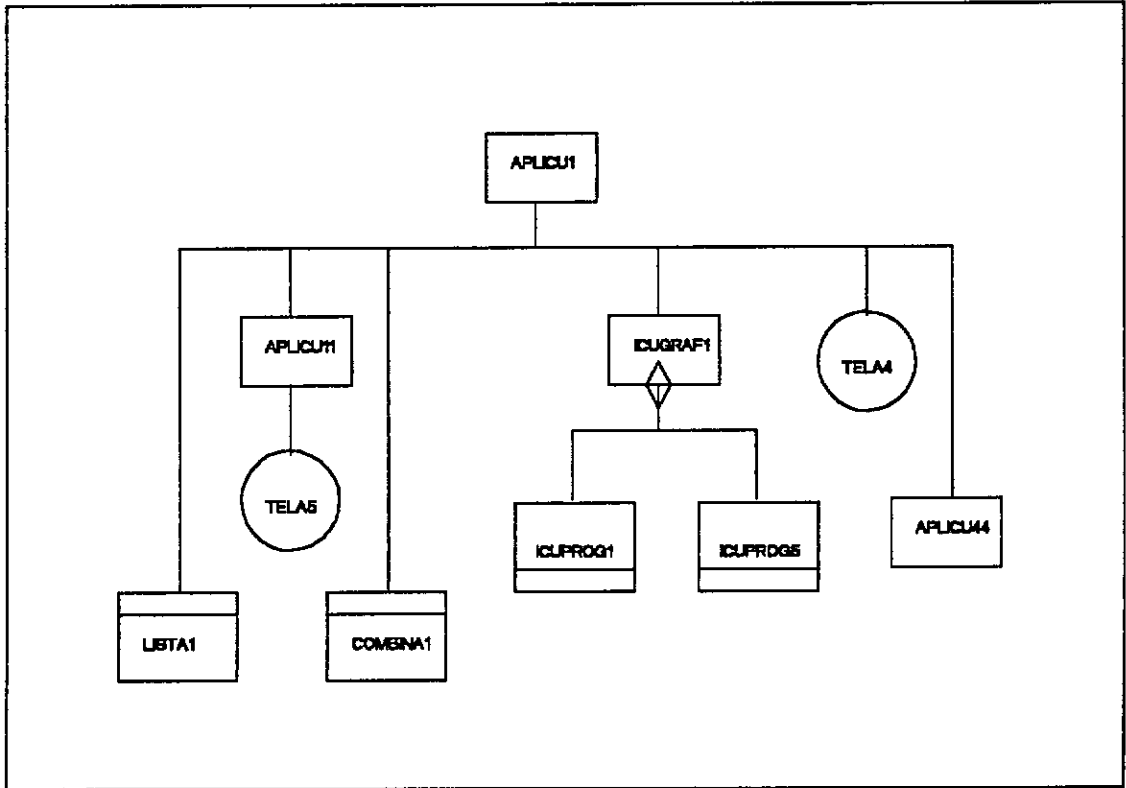 APLICU1
APLICU11
ICUGRAF1
TELA4
TELA5
ICUPROG1
ICUPROG5
APLICU44
LISTA1
COMBINA1